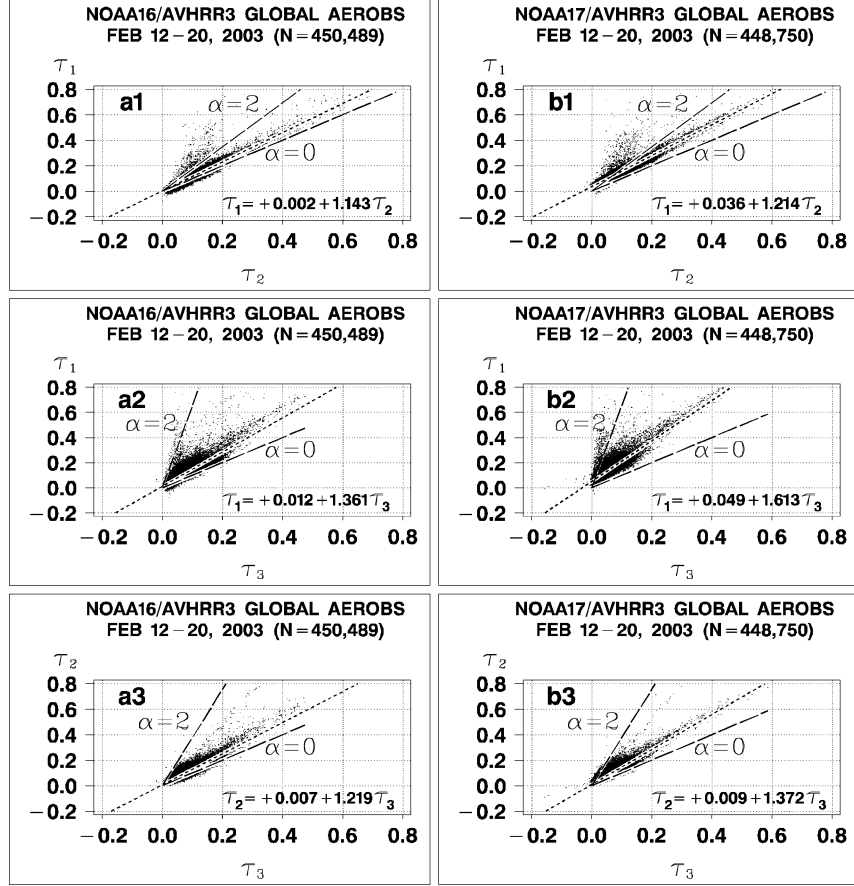 NOAA16/AVHRR3 GLOBAL AEROBS
FEB 12−20, 2003 (N=450,489)
τ1
a1
α=2
α=0
τ1=+0.002+1.143τ2
0.8
0.6
0.4
0.2
0.0
−0.2
−0.2 0.0 0.2 0.4 0.6 0.8
τ2
NOAA17/AVHRR3 GLOBAL AEROBS
FEB 12−20, 2003 (N=448,750)
τ1
b1
α=2
α=0
τ1=+0.036+1.214τ2
0.8
0.6
0.4
0.2
0.0
−0.2
−0.2 0.0 0.2 0.4 0.6 0.8
τ2
NOAA16/AVHRR3 GLOBAL AEROBS
FEB 12−20, 2003 (N=450,489)
τ1
a2
α=2
α=0
τ1=+0.012+1.361τ3
0.8
0.6
0.4
0.2
0.0
−0.2
−0.2 0.0 0.2 0.4 0.6 0.8
τ3
NOAA17/AVHRR3 GLOBAL AEROBS
FEB 12−20, 2003 (N=448,750)
τ1
b2
α=2
α=0
τ1=+0.049+1.613τ3
0.8
0.6
0.4
0.2
0.0
−0.2
−0.2 0.0 0.2 0.4 0.6 0.8
τ3
NOAA16/AVHRR3 GLOBAL AEROBS
FEB 12−20, 2003 (N=450,489)
τ2
a3
α=2
α=0
τ2=+0.007+1.219τ3
0.8
0.6
0.4
0.2
0.0
−0.2
−0.2 0.0 0.2 0.4 0.6 0.8
τ3
NOAA17/AVHRR3 GLOBAL AEROBS
FEB 12−20, 2003 (N=448,750)
τ2
b3
α=2
α=0
τ2=+0.009+1.372τ3
0.8
0.6
0.4
0.2
0.0
−0.2
−0.2 0.0 0.2 0.4 0.6 0.8
τ3